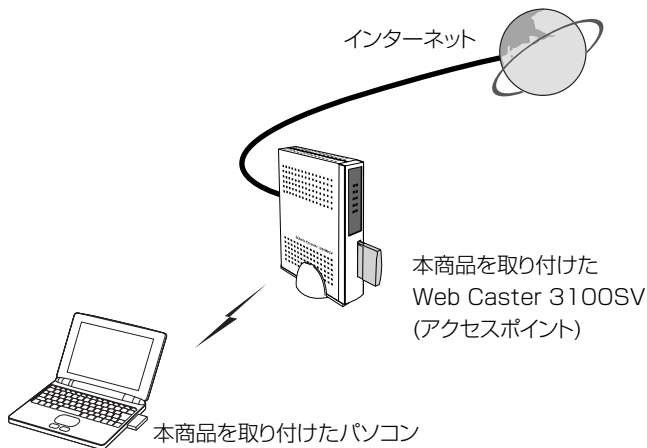 インターネット
本商品を取り付けた
Web Caster 3100SV
(アクセスポイント)
本商品を取り付けたパソコン